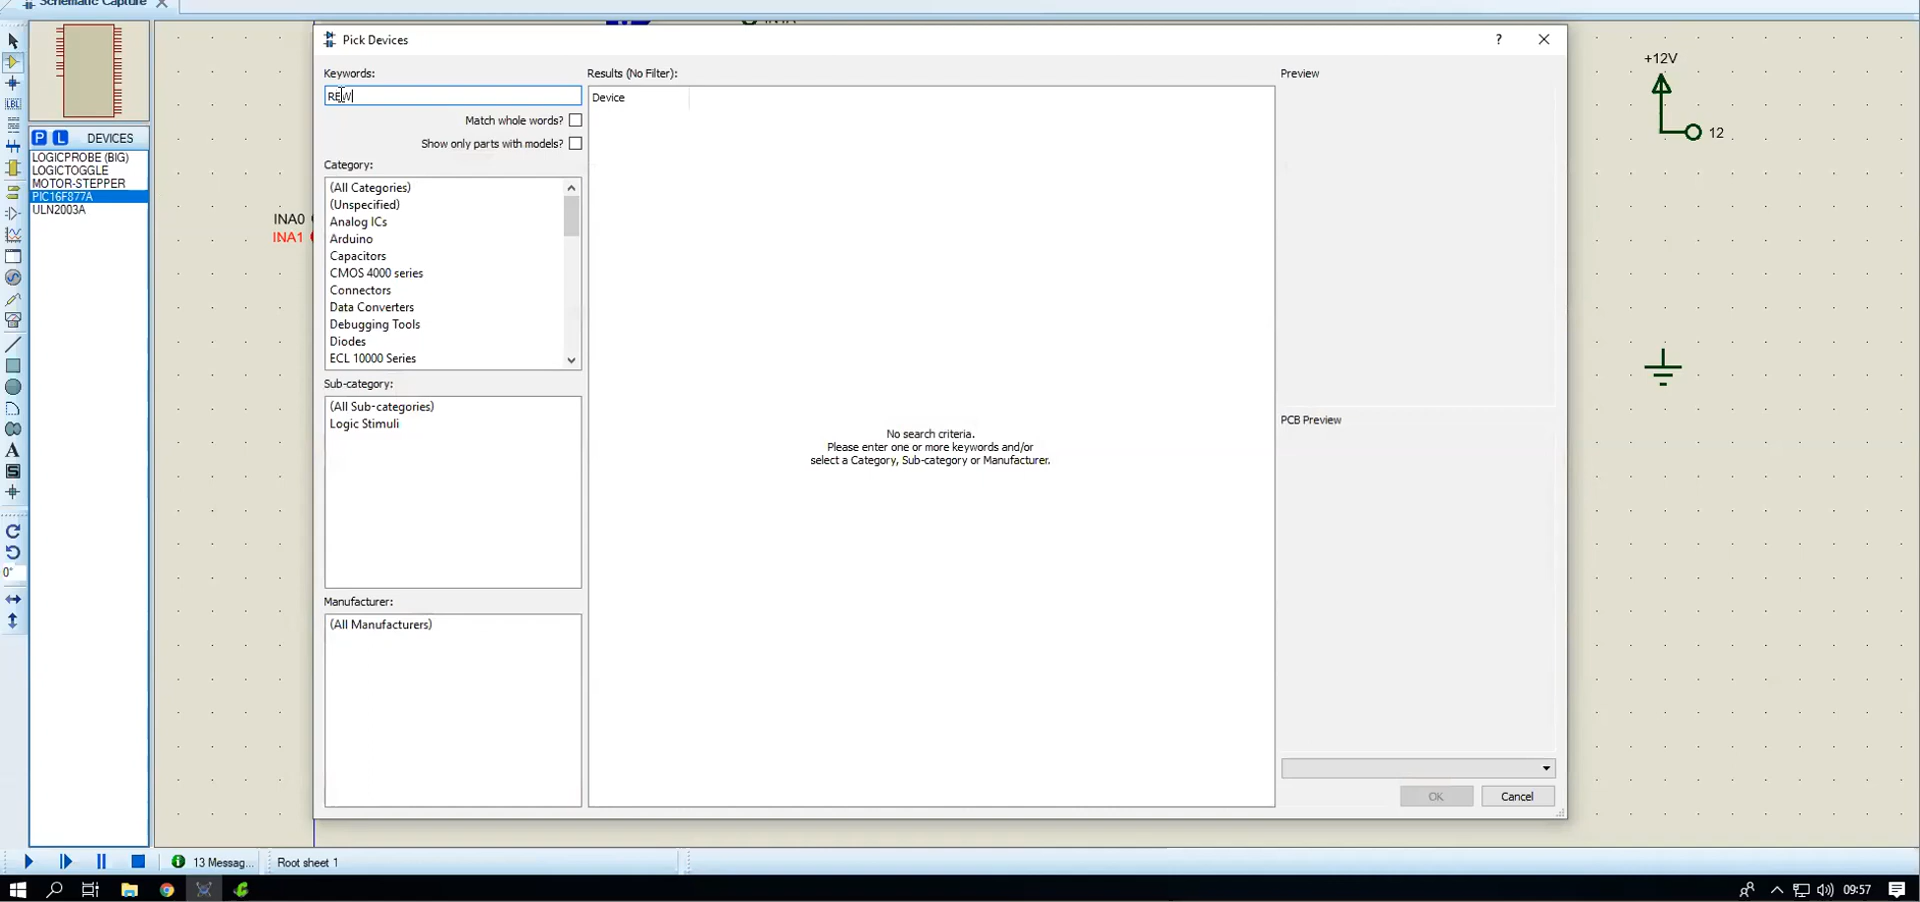 Schematic Capture
Pick Devices
?
Keywords:
REW
Match whole words?
Show only parts with models?
Category:
(All Categories)
(Unspecified)
Analog ICs
Arduino
Capacitors
CMOS 4000 series
Connectors
Data Converters
Debugging Tools
Diodes
ECL 10000 Series
Sub-category:
(All Sub-categories)
Logic Stimuli
Manufacturer:
(All Manufacturers)
Results (No Filter):
Device
No search criteria.
Please enter one or more keywords and/or
select a Category, Sub-category or Manufacturer.
Preview
PCB Preview
OK
Cancel
P L DEVICES
LOGICPROBE (BIG)
LOGICTOGGLE
MOTOR-STEPPER
PIC16F877A
ULN2003A
LBL
A
S
0°
INA0
INA1
+12V
12
13 Messag...
Root sheet 1
09:57